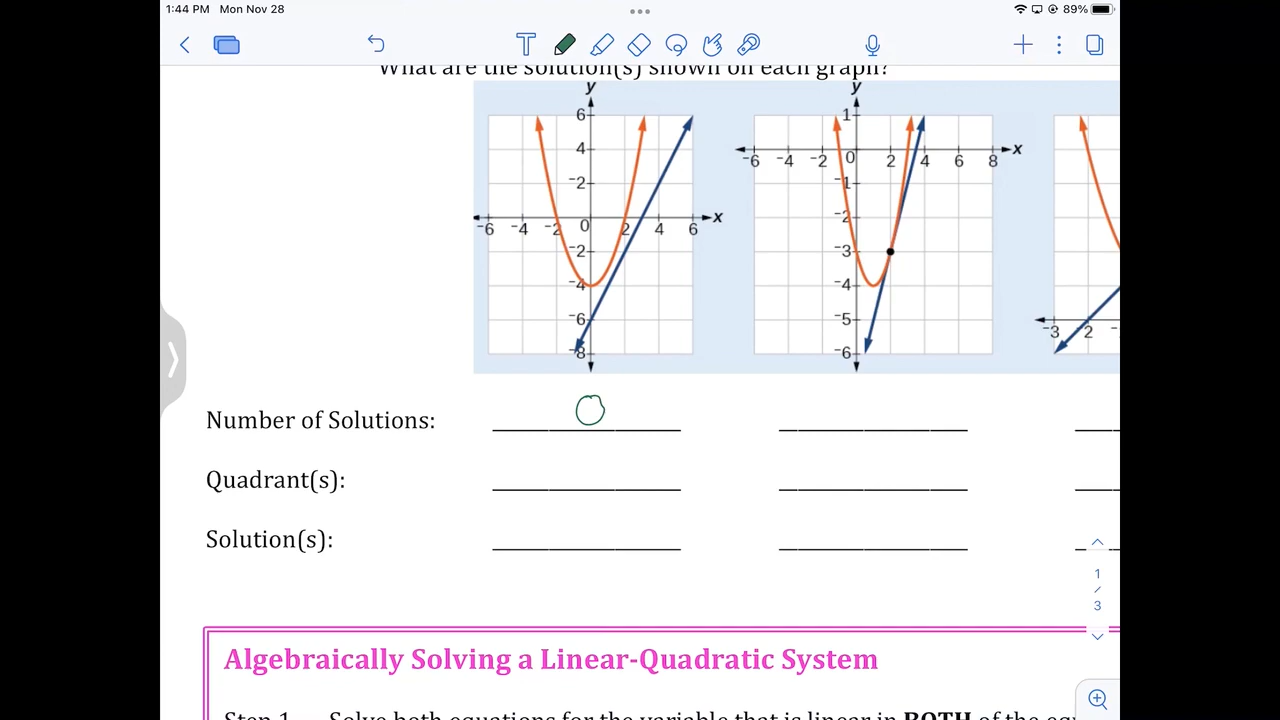 1:44 PM Mon Nov 28
89%
T
What are the solution(s) shown on each graph?
y
6
4
−2
−6 −4 −2 0 2 4 6 x
−2
−4
−6
−8
y
1
−6 −4 −2 0 2 4 6 8 x
−1
−2
−3
−4
−5
−6
−3 −2
Number of Solutions: 0
Quadrant(s):
Solution(s):
1
/
3
Algebraically Solving a Linear-Quadratic System
Step 1 Solve both equations for the variable that is linear in BOTH of the